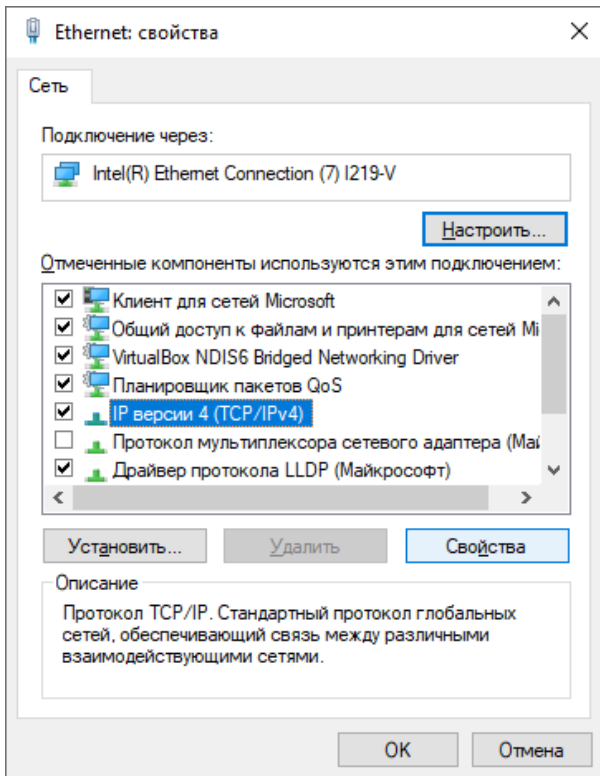 Ethernet: свойства
Сеть
Подключение через:
Intel(R) Ethernet Connection (7) I219-V
Настроить...
Отмеченные компоненты используются этим подключением:
Клиент для сетей Microsoft
Общий доступ к файлам и принтерам для сетей Mi
VirtualBox NDIS6 Bridged Networking Driver
Планировщик пакетов QoS
IP версии 4 (TCP/IPv4)
Протокол мультиплексора сетевого адаптера (Май
Драйвер протокола LLDP (Майкрософт)
Установить... Удалить Свойства
Описание
Протокол TCP/IP. Стандартный протокол глобальных
сетей, обеспечивающий связь между различными
взаимодействующими сетями.
OK Отмена